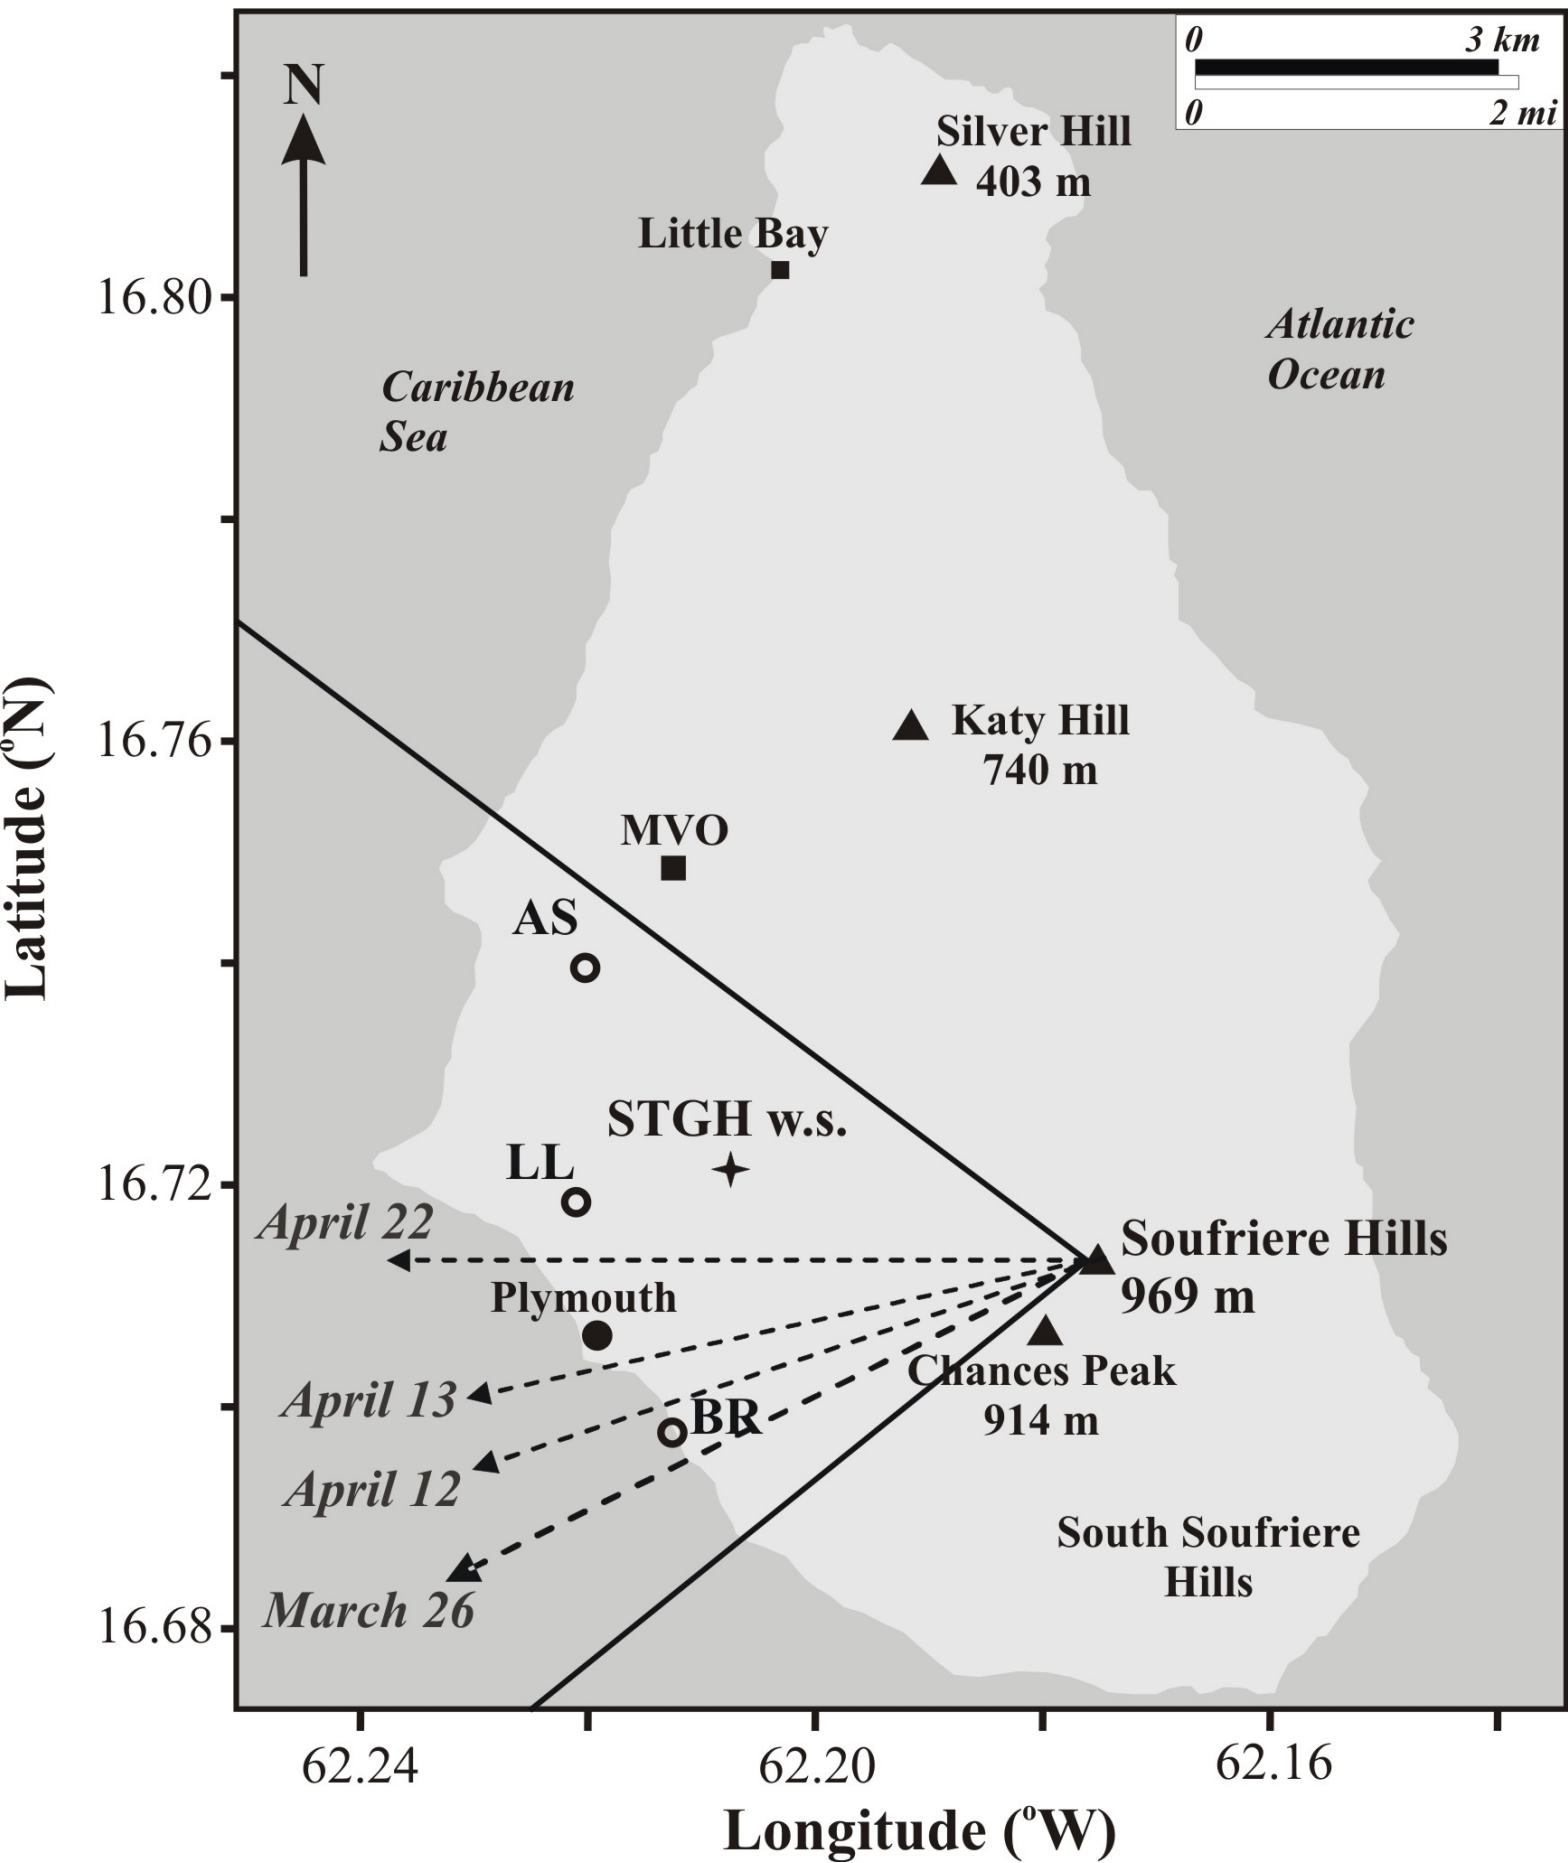 0 3 km
0 2 mi
N
Silver Hill
403 m
Little Bay
16.80
Atlantic
Ocean
Caribbean
Sea
Latitude (°N)
16.76
Katy Hill
740 m
MVO
AS
STGH w.s.
LL
16.72
April 22
Soufriere Hills
969 m
Plymouth
Chances Peak
914 m
April 13
BR
April 12
South Soufriere
Hills
March 26
16.68
62.24 62.20 62.16
Longitude (°W)